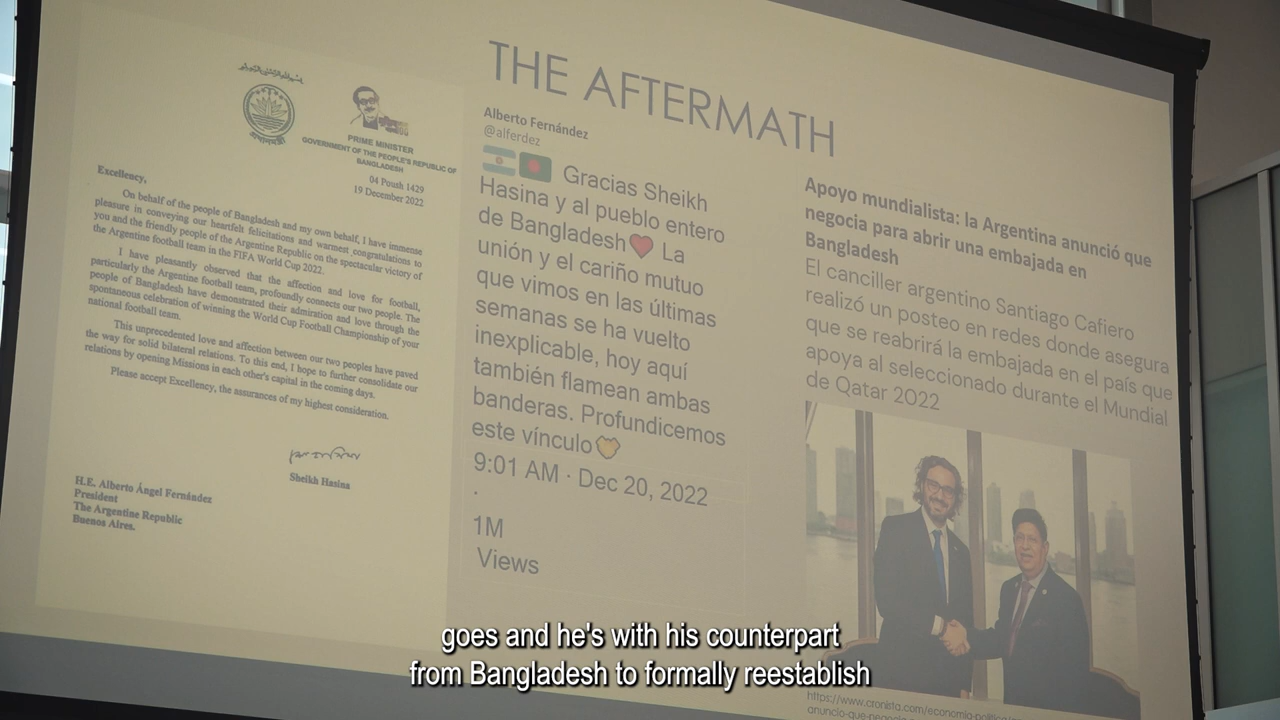 THE AFTERMATH
PRIME MINISTER
GOVERNMENT OF THE PEOPLE'S REPUBLIC OF
BANGLADESH
04 Poush 1429
19 December 2022
Excellency,
On behalf of the people of Bangladesh and my own behalf, I have immense
pleasure in conveying our heartfelt felicitations and warmest congratulations to
you and the friendly people of the Argentine Republic on the spectacular victory of
the Argentine football team in the FIFA World Cup 2022.
I have pleasantly observed that the affection and love for football,
particularly the Argentine football team, profoundly connects our two people. The
people of Bangladesh have demonstrated their admiration and love through the
spontaneous celebration of winning the World Cup Football Championship of your
national football team.
This unprecedented love and affection between our two peoples have paved
the way for solid bilateral relations. To this end, I hope to further consolidate our
relations by opening Missions in each other's capital in the coming days.
Please accept Excellency, the assurances of my highest consideration.
Sheikh Hasina
H.E. Alberto Ángel Fernández
President
The Argentine Republic
Buenos Aires.
Alberto Fernández
@alferdez
🇦🇷🇧🇩 Gracias Sheikh
Hasina y al pueblo entero
de Bangladesh❤️ La
unión y el cariño mutuo
que vimos en las últimas
semanas se ha vuelto
inexplicable, hoy aquí
también flamean ambas
banderas. Profundicemos
este vínculo💛
9:01 AM · Dec 20, 2022
·
1M
Views
Apoyo mundialista: la Argentina anunció que
negocia para abrir una embajada en
Bangladesh
El canciller argentino Santiago Cafiero
realizó un posteo en redes donde asegura
que se reabrirá la embajada en el país que
apoya al seleccionado durante el Mundial
de Qatar 2022
https://www.cronista.com/economia-politica/
goes and he's with his counterpart
from Bangladesh to formally reestablish